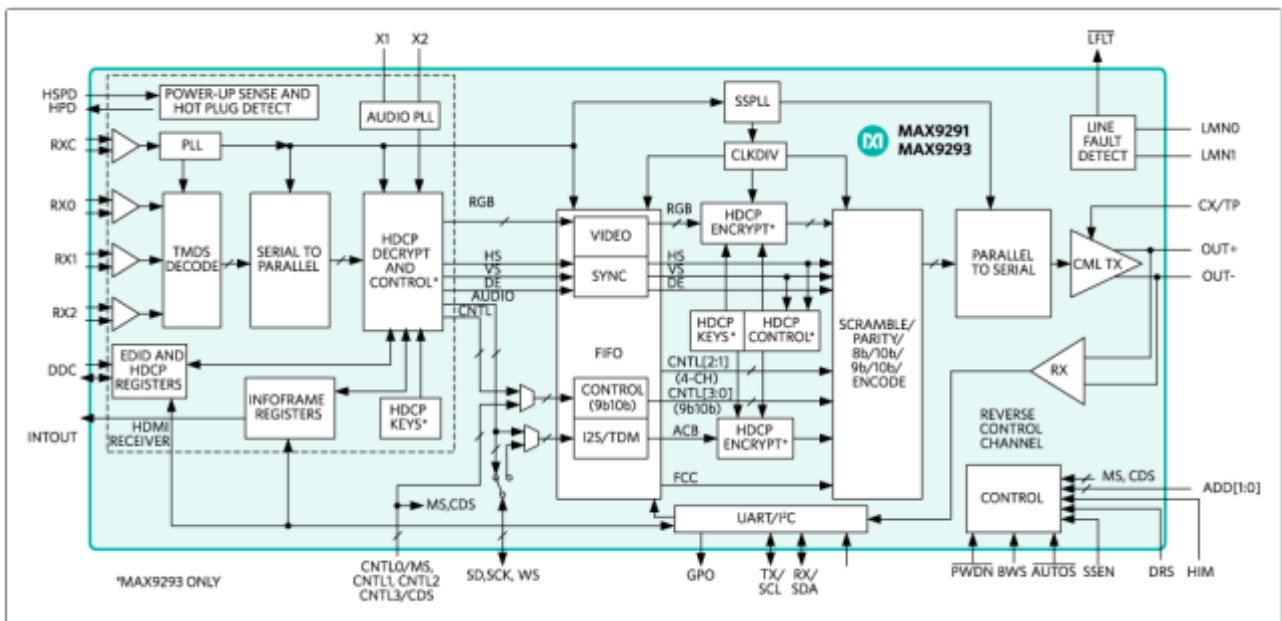 X1
X2
LFLT
HSPD
HPD
POWER-UP SENSE AND
HOT PLUG DETECT
AUDIO PLL
SSPLL
MAX9291
MAX9293
LINE
FAULT
DETECT
LMN0
LMN1
RXC
PLL
CLKDIV
RX0
RX1
RX2
TMDS
DECODE
SERIAL TO
PARALLEL
HDCP
DECRYPT
AND
CONTROL*
RGB
HS
VS
DE
AUDIO
CNTL
VIDEO
SYNC
FIFO
CONTROL
(9b10b)
I2S/TDM
RGB
HS
VS
DE
HDCP
ENCRYPT*
HDCP
KEYS*
HDCP
CONTROL*
CNTL[2:1]
(4-CH)
CNTL[3:0]
(9b10b)
ACB
HDCP
ENCRYPT*
FCC
SCRAMBLE/
PARITY/
8b/10b/
9b/10b/
ENCODE
PARALLEL
TO SERIAL
CML TX
CX/TP
OUT+
OUT-
RX
REVERSE
CONTROL
CHANNEL
DDC
EDID AND
HDCP
REGISTERS
INFOFRAME
REGISTERS
HDCP
KEYS*
INTOUT
HDMI
RECEIVER
MS,CDS
UART/I²C
CONTROL
MS, CDS
ADD[1:0]
*MAX9293 ONLY
CNTL0/MS,
CNTL1, CNTL2
CNTL3/CDS
SD,SCK, WS
GPO
TX/
SCL
RX/
SDA
PWDN
BWS
AUTOS
SSEN
DRS
HIM